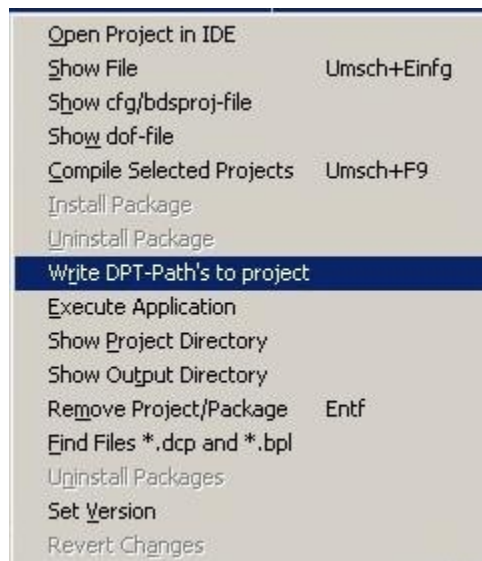 Open Project in IDE
Show File Umsch+Einfg
Show cfg/bdsproj-file
Show dof-file
Compile Selected Projects Umsch+F9
Install Package
Uninstall Package
Write DPT-Path's to project
Execute Application
Show Project Directory
Show Output Directory
Remove Project/Package Entf
Find Files *.dcp and *.bpl
Uninstall Packages
Set Version
Revert Changes